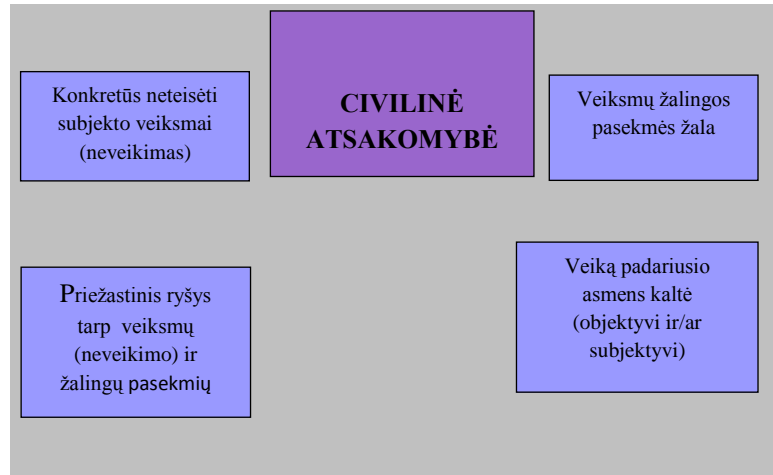 Konkretūs neteisėti
subjekto veiksmai
(neveikimas)
CIVILINĖ
ATSAKOMYBĖ
Veiksmų žalingos
pasekmės žala
Priežastinis ryšys
tarp veiksmų
(neveikimo) ir
žalingų pasekmių
Veiką padariusio
asmens kaltė
(objektyvi ir/ar
subjektyvi)